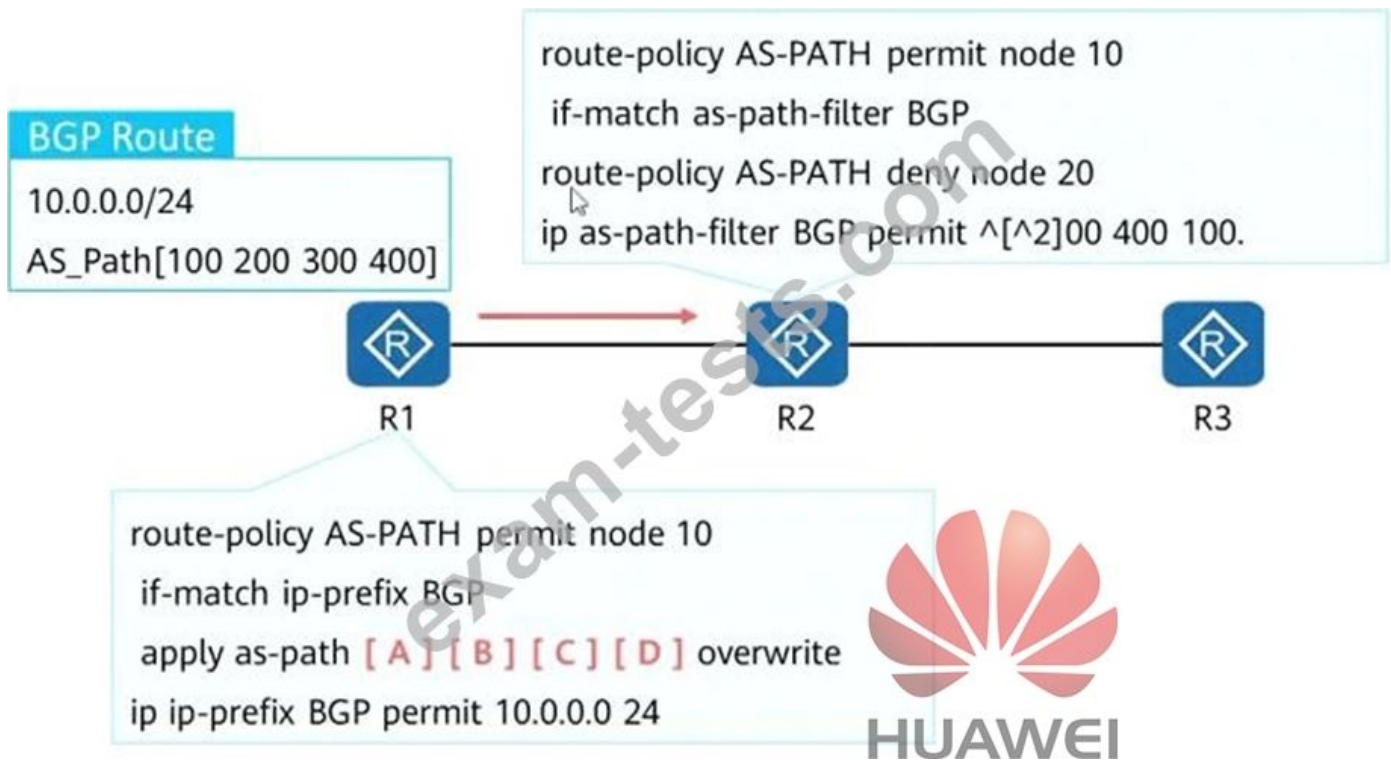 route-policy AS-PATH permit node 10
if-match as-path-filter BGP
route-policy AS-PATH deny node 20
ip as-path-filter BGP permit ^[^2]00 400 100.
BGP Route
10.0.0.0/24
AS_Path[100 200 300 400]
R
R
R
R1
R2
R3
route-policy AS-PATH permit node 10
if-match ip-prefix BGP
apply as-path [ A ] [ B ] [ C ] [ D ] overwrite
ip ip-prefix BGP permit 10.0.0.0 24
HUAWEI
exam-tests.com